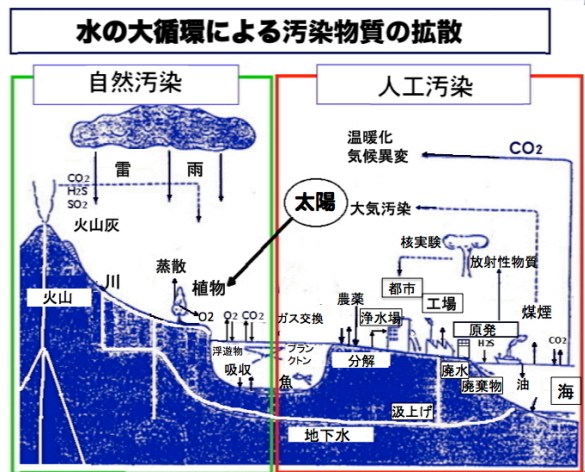 水の大循環による汚染物質の拡散
自然汚染
人工汚染
温暖化
気候異変
CO2
雷 雨
CO2
H2S
SO2
火山灰
太陽
大気汚染
核実験
放射性物質
蒸散
植物
川
火山
O2
O2 CO2
ガス交換
農薬
都市
浄水場
工場
煤煙
原発
H2S
CO2
浮遊物
プランクトン
吸収
魚
分解
廃水
廃棄物
油
海
汲上げ
地下水